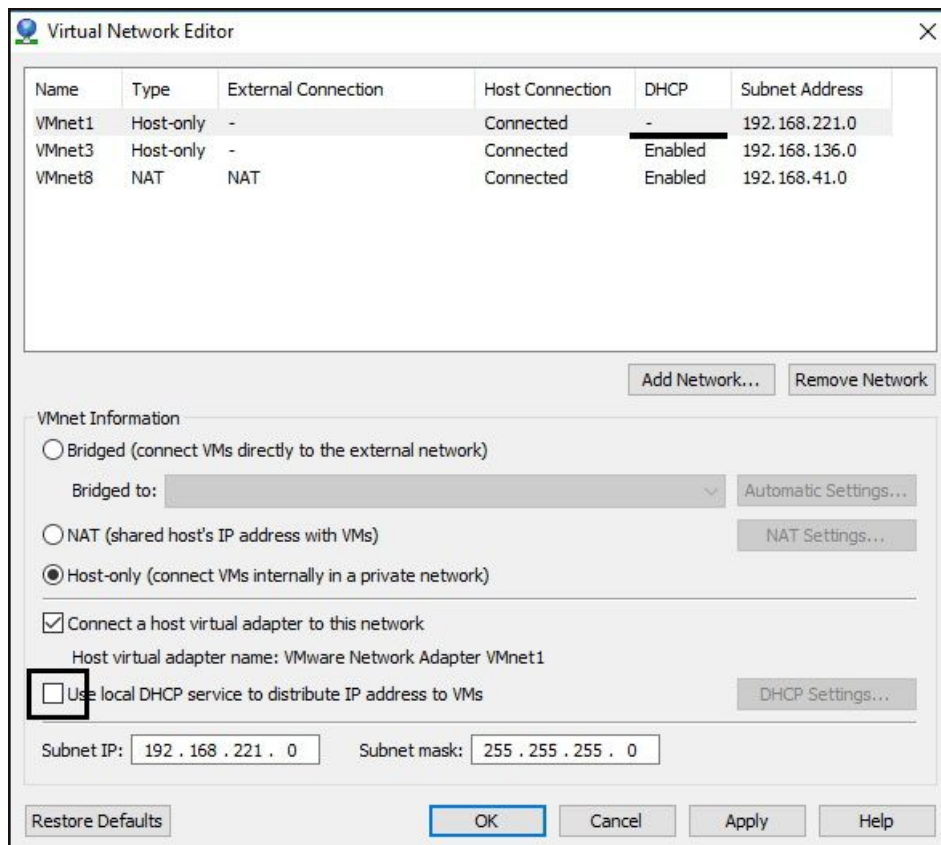 Virtual Network Editor
Name Type External Connection Host Connection DHCP Subnet Address
VMnet1 Host-only - Connected - 192.168.221.0
VMnet3 Host-only - Connected Enabled 192.168.136.0
VMnet8 NAT NAT Connected Enabled 192.168.41.0
Add Network... Remove Network
VMnet Information
Bridged (connect VMs directly to the external network)
Bridged to: Automatic Settings...
NAT (shared host's IP address with VMs) NAT Settings...
Host-only (connect VMs internally in a private network)
Connect a host virtual adapter to this network
Host virtual adapter name: VMware Network Adapter VMnet1
Use local DHCP service to distribute IP address to VMs DHCP Settings...
Subnet IP: 192 . 168 . 221 . 0 Subnet mask: 255 . 255 . 255 . 0
Restore Defaults OK Cancel Apply Help